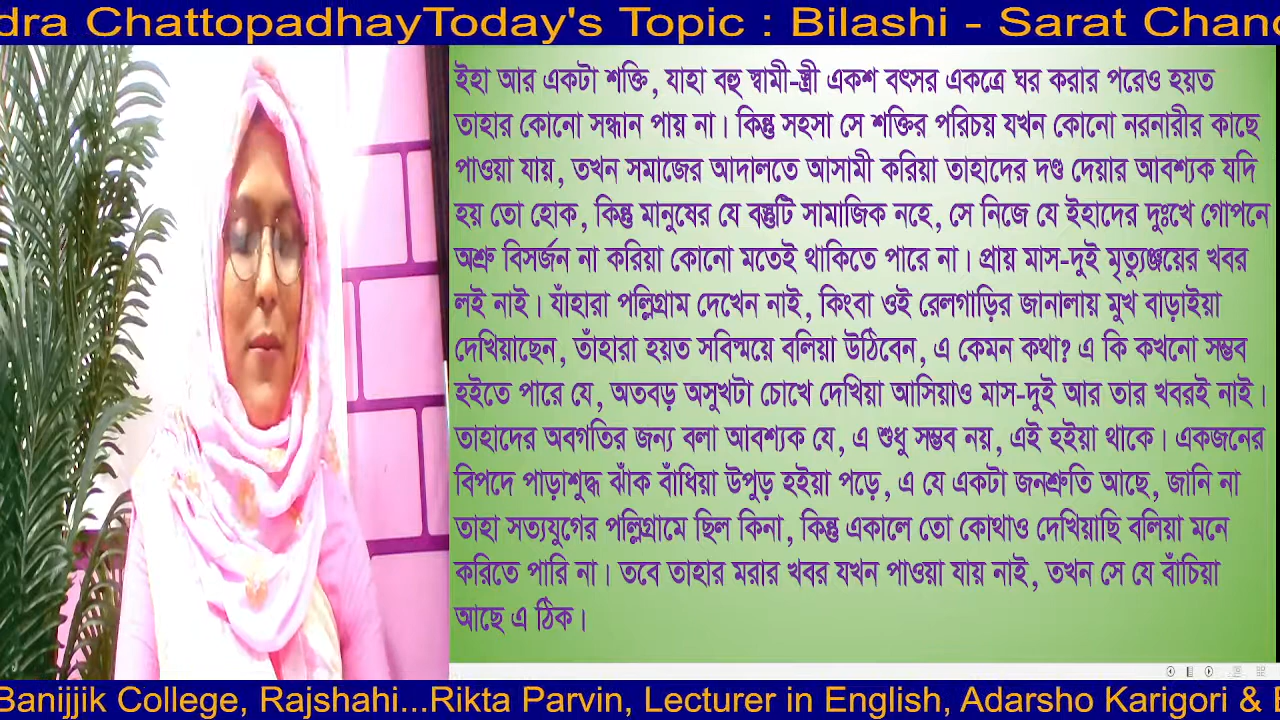 dra ChattopadhayToday's Topic : Bilashi - Sarat Chand
ইহা আর একটা শক্তি, যাহা বহু স্বামী-স্ত্রী একশ বৎসর একত্রে ঘর করার পরেও হয়ত
তাহার কোনো সন্ধান পায় না। কিন্তু সহসা সে শক্তির পরিচয় যখন কোনো নরনারীর কাছে
পাওয়া যায়, তখন সমাজের আদালতে আসামী করিয়া তাহাদের দণ্ড দেয়ার আবশ্যক যদি
হয় তো হোক, কিন্তু মানুষের যে বস্তুটি সামাজিক নহে, সে নিজে যে ইহাদের দুঃখে গোপনে
অশ্রু বিসর্জন না করিয়া কোনো মতেই থাকিতে পারে না। প্রায় মাস-দুই মৃত্যুঞ্জয়ের খবর
লই নাই। যাঁহারা পল্লিগ্রাম দেখেন নাই, কিংবা ওই রেলগাড়ির জানালায় মুখ বাড়াইয়া
দেখিয়াছেন, তাঁহারা হয়ত সবিস্ময়ে বলিয়া উঠিবেন, এ কেমন কথা? এ কি কখনো সম্ভব
হইতে পারে যে, অতবড় অসুখটা চোখে দেখিয়া আসিয়াও মাস-দুই আর তার খবরই নাই।
তাহাদের অবগতির জন্য বলা আবশ্যক যে, এ শুধু সম্ভব নয়, এই হইয়া থাকে। একজনের
বিপদে পাড়াশুদ্ধ ঝাঁক বাঁধিয়া উপুড় হইয়া পড়ে, এ যে একটা জনশ্রুতি আছে, জানি না
তাহা সত্যযুগের পল্লিগ্রামে ছিল কিনা, কিন্তু একালে তো কোথাও দেখিয়াছি বলিয়া মনে
করিতে পারি না। তবে তাহার মরার খবর যখন পাওয়া যায় নাই, তখন সে যে বাঁচিয়া
আছে এ ঠিক।
Banijjik College, Rajshahi...Rikta Parvin, Lecturer in English, Adarsho Karigori & B